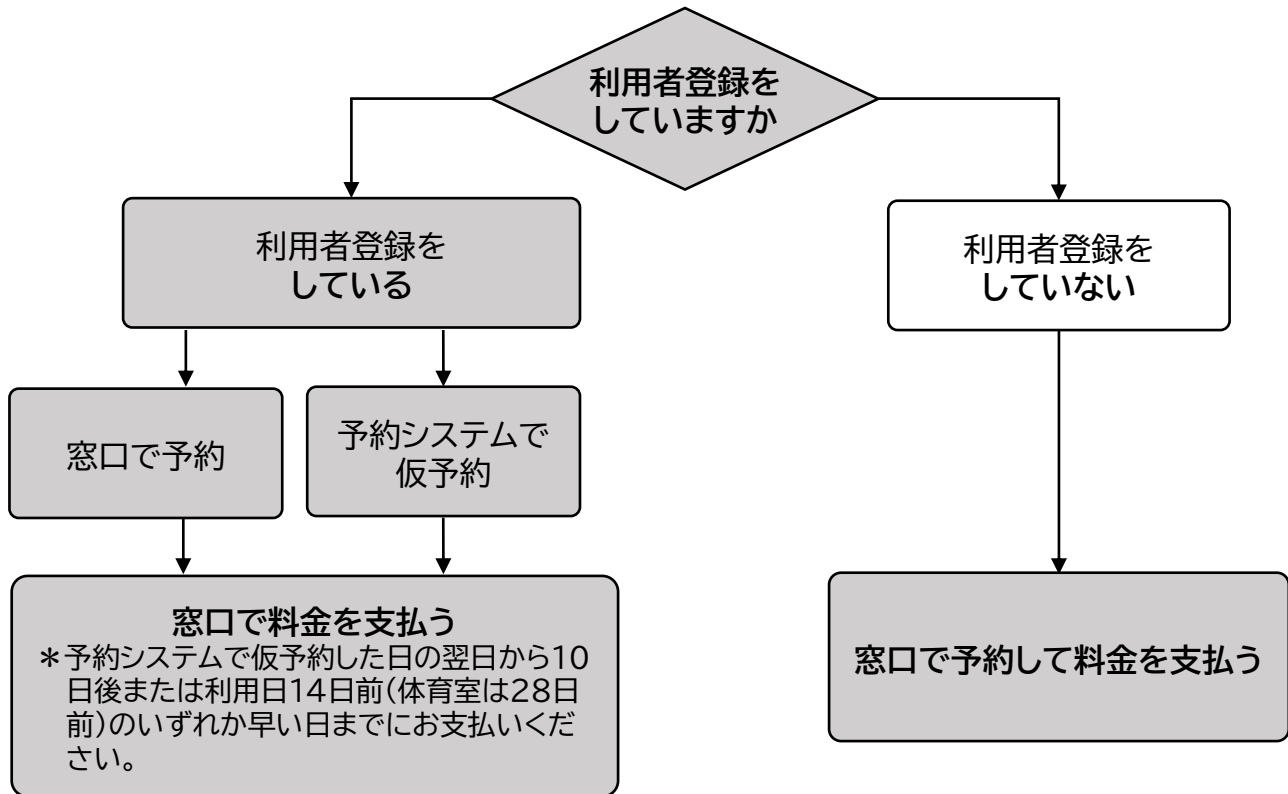 利用者登録を
していますか
利用者登録を
している
利用者登録を
していない
窓口で予約
予約システムで
仮予約
窓口で料金を支払う
＊予約システムで仮予約した日の翌日から10
日後または利用日14日前(体育室は28日
前)のいずれか早い日までにお支払いくだ
さい。
窓口で予約して料金を支払う